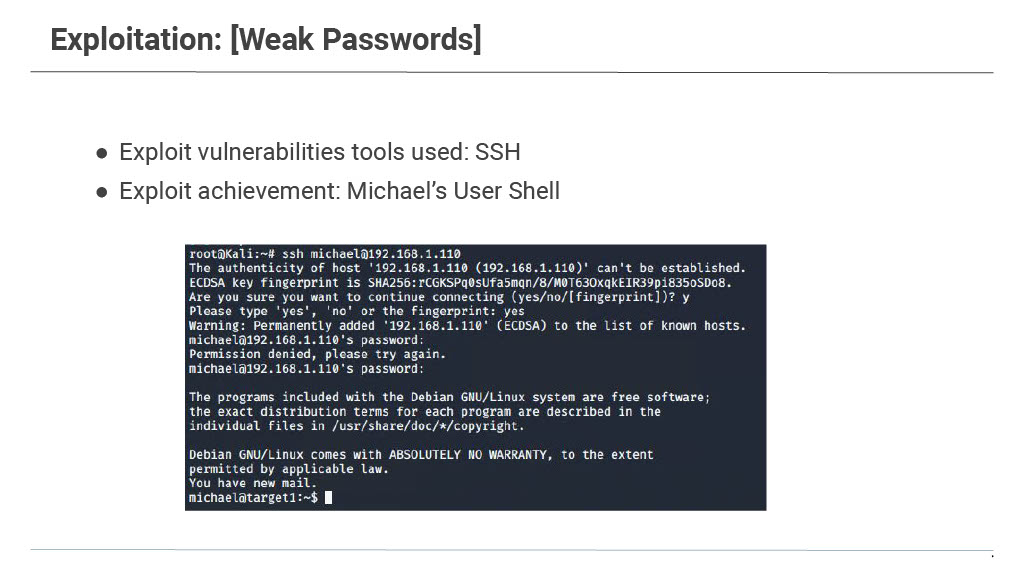 Exploitation: [Weak Passwords]
● Exploit vulnerabilities tools used: SSH
● Exploit achievement: Michael's User Shell
root@Kali:~# ssh michael@192.168.1.110
The authenticity of host '192.168.1.110 (192.168.1.110)' can't be established.
ECDSA key fingerprint is SHA256:rCGKSPq0sUfa5mqn/8/M0T63OxqkEIR39pi835oSDo8.
Are you sure you want to continue connecting (yes/no/[fingerprint])? y
Please type 'yes', 'no' or the fingerprint: yes
Warning: Permanently added '192.168.1.110' (ECDSA) to the list of known hosts.
michael@192.168.1.110's password:
Permission denied, please try again.
michael@192.168.1.110's password:
The programs included with the Debian GNU/Linux system are free software;
the exact distribution terms for each program are described in the
individual files in /usr/share/doc/*/copyright.
Debian GNU/Linux comes with ABSOLUTELY NO WARRANTY, to the extent
permitted by applicable law.
You have new mail.
michael@target1:~$